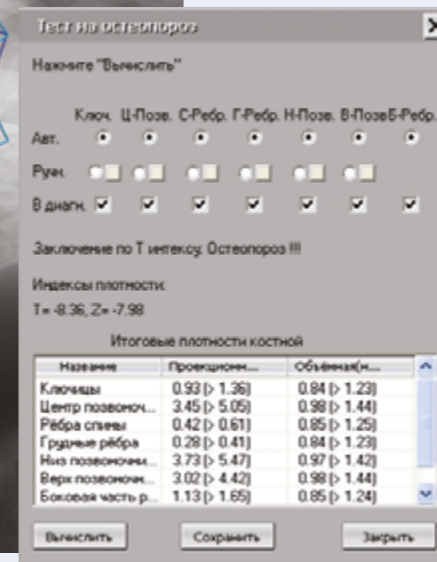 Тест на остеопороз
Нажмите "Вычислить"
Ключ. Ц-Позв. С-Ребр. Г-Ребр. Н-Позв. В-Позв Б-Ребр.
Авт.
Ручн.
В диагн.
Заключение по Т интексу: Остеопороз !!!
Индексы плотности:
T= -8.36, Z= -7.98
Итоговые плотности костной
Название Проекционн... Объёмная(н...
Ключицы 0.93 (> 1.36) 0.84 (> 1.23)
Центр позвоноч... 3.45 (> 5.05) 0.98 (> 1.44)
Рёбра спины 0.42 (> 0.61) 0.85 (> 1.25)
Грудные рёбра 0.28 (> 0.41) 0.84 (> 1.23)
Низ позвоночни... 3.73 (> 5.47) 0.97 (> 1.42)
Верх позвоночн... 3.02 (> 4.42) 0.98 (> 1.44)
Боковая часть р... 1.13 (> 1.65) 0.85 (> 1.24)
Вычислить Сохранить Закрыть